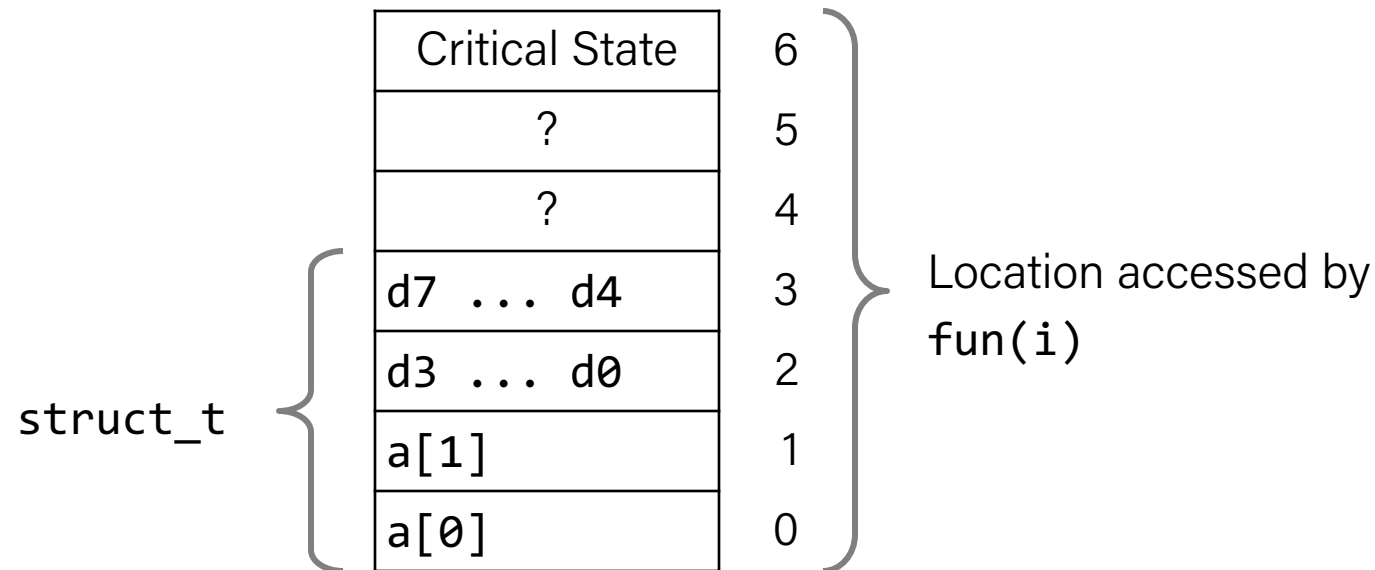 Critical State 6
? 5
? 4
d7 ... d4 3
d3 ... d0 2
a[1] 1
a[0] 0
struct_t
Location accessed by
fun(i)